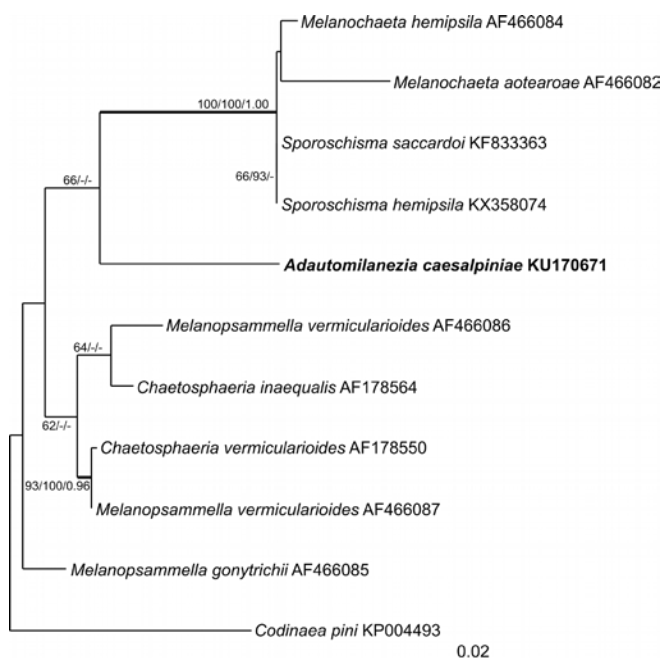 Melanochaeta hemipsila AF466084
Melanochaeta aotearoae AF466082
100/100/1.00
Sporoschisma saccardoi KF833363
66/93/-
Sporoschisma hemipsila KX358074
66/-/-
Adautomilanezia caesalpiniae KU170671
Melanopsammella vermicularioides AF466086
64/-/-
Chaetosphaeria inaequalis AF178564
62/-/-
Chaetosphaeria vermicularioides AF178550
93/100/0.96
Melanopsammella vermicularioides AF466087
Melanopsammella gonytrichii AF466085
Codinaea pini KP004493
0.02